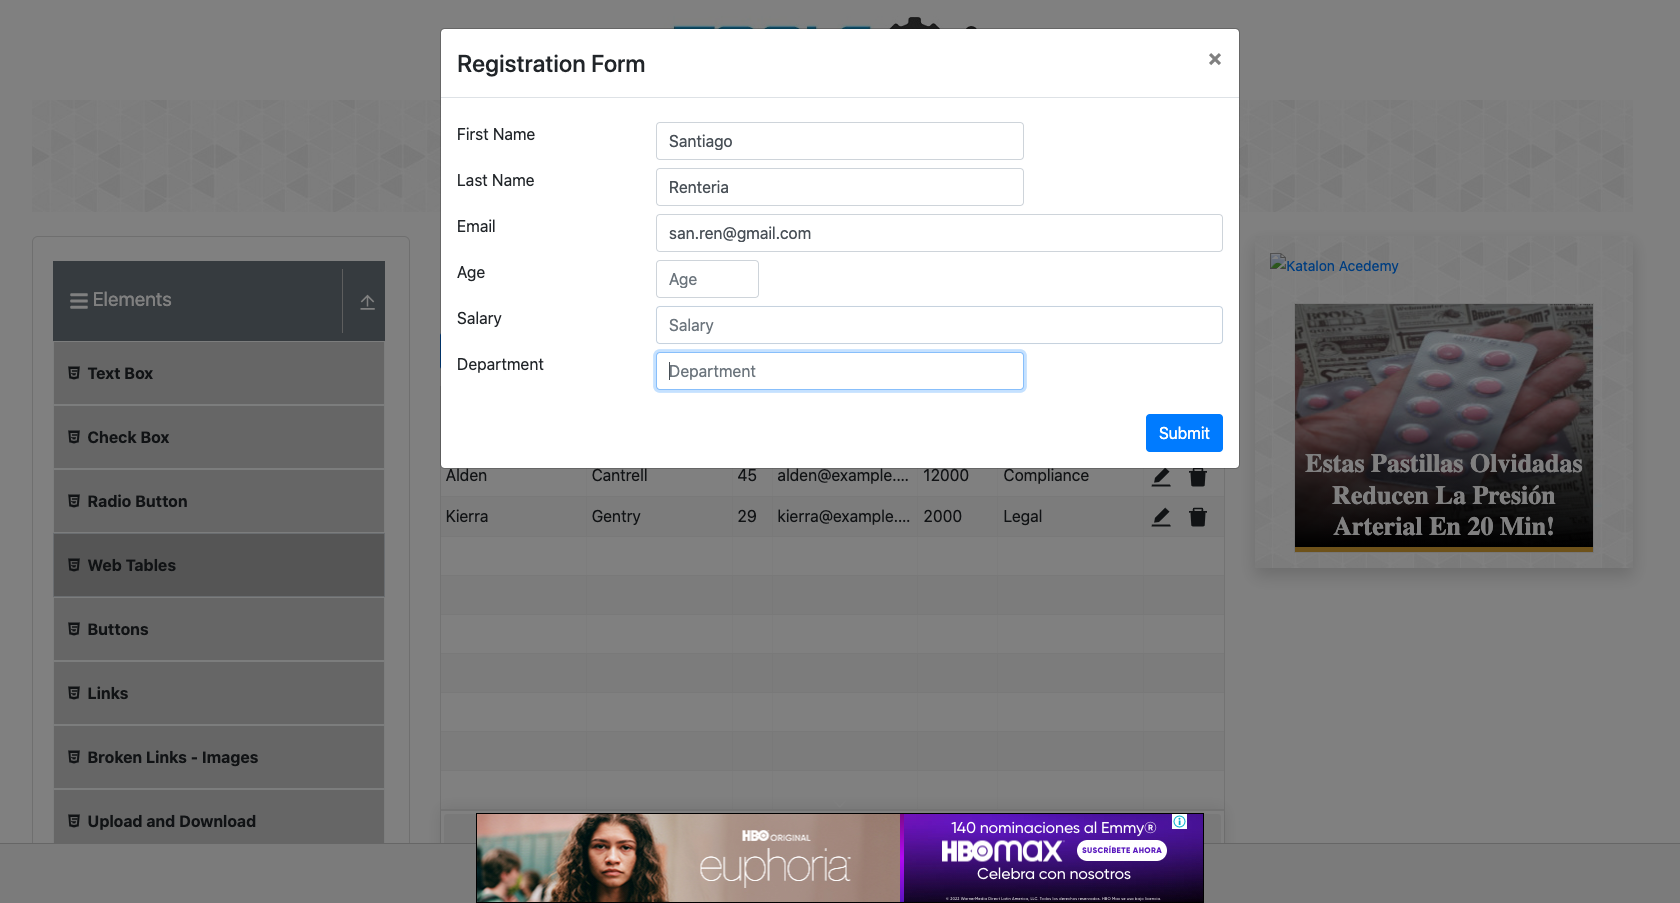 Registration Form
×
First Name
Santiago
Last Name
Renteria
Email
san.ren@gmail.com
Age
Age
Salary
Salary
Department
Department
Submit
Elements
Text Box
Check Box
Radio Button
Web Tables
Buttons
Links
Broken Links - Images
Upload and Download
Alden Cantrell 45 alden@example.... 12000 Compliance
Kierra Gentry 29 kierra@example.... 2000 Legal
Katalon Acedemy
Estas Pastillas Olvidadas
Reducen La Presión
Arterial En 20 Min!
HBO ORIGINAL
euphoria
140 nominaciones al Emmy®
HBOMAX
SUSCRÍBETE AHORA
Celebra con nosotros